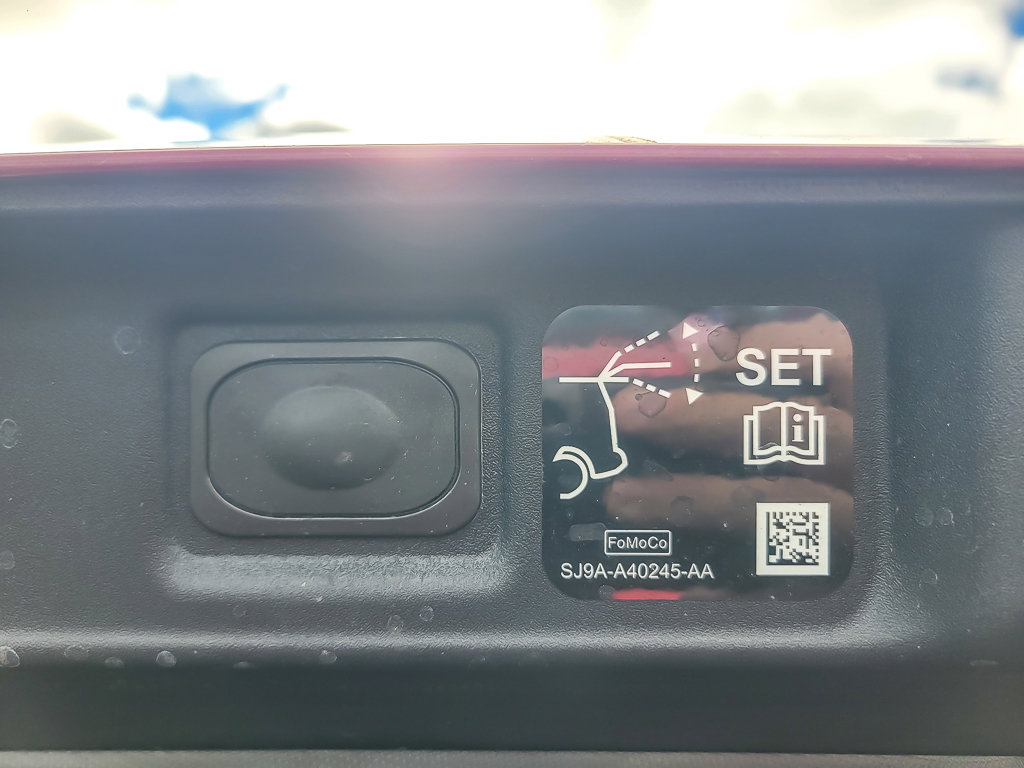 SET
i
FoMoCo
SJ9A-A40245-AA